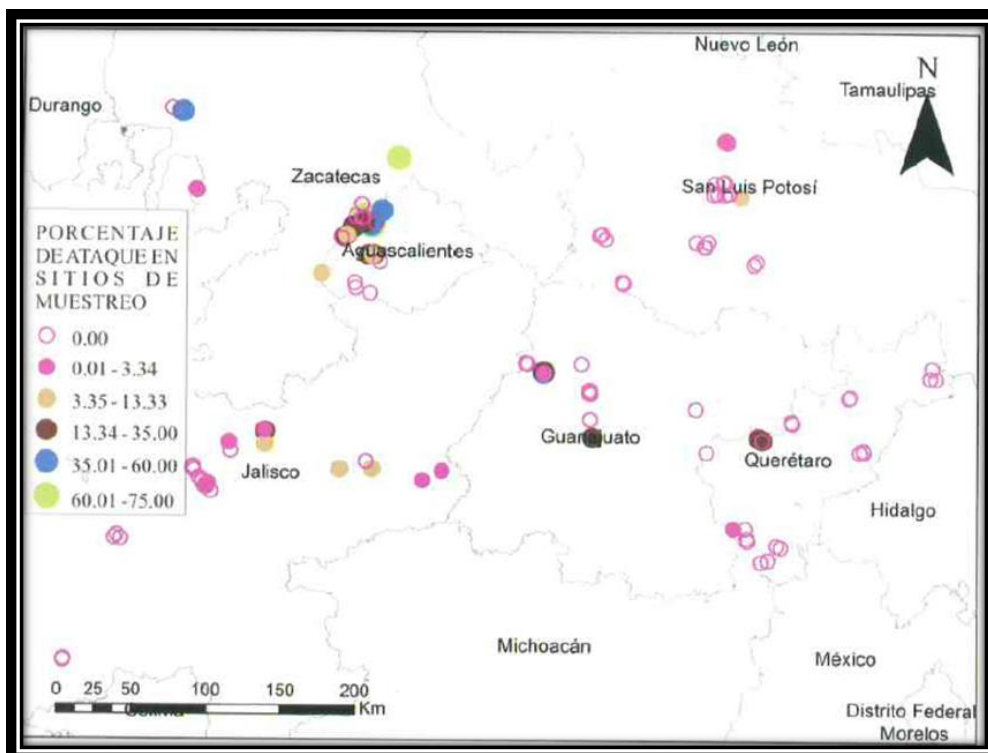 Nuevo León
N
Tamaulipas
Durango
Zacatecas
San Luis Potosí
PORCENTAJE
DE ATAQUE EN
SITIOS DE
MUESTREO
0.00
0.01 - 3.34
3.35 - 13.33
13.34 - 35.00
35.01 - 60.00
60.01 - 75.00
Aguascalientes
Guanajuato
Querétaro
Jalisco
Hidalgo
Michoacán
México
0 25 50 100 150 200
Km
Colima
Distrito Federal
Morelos